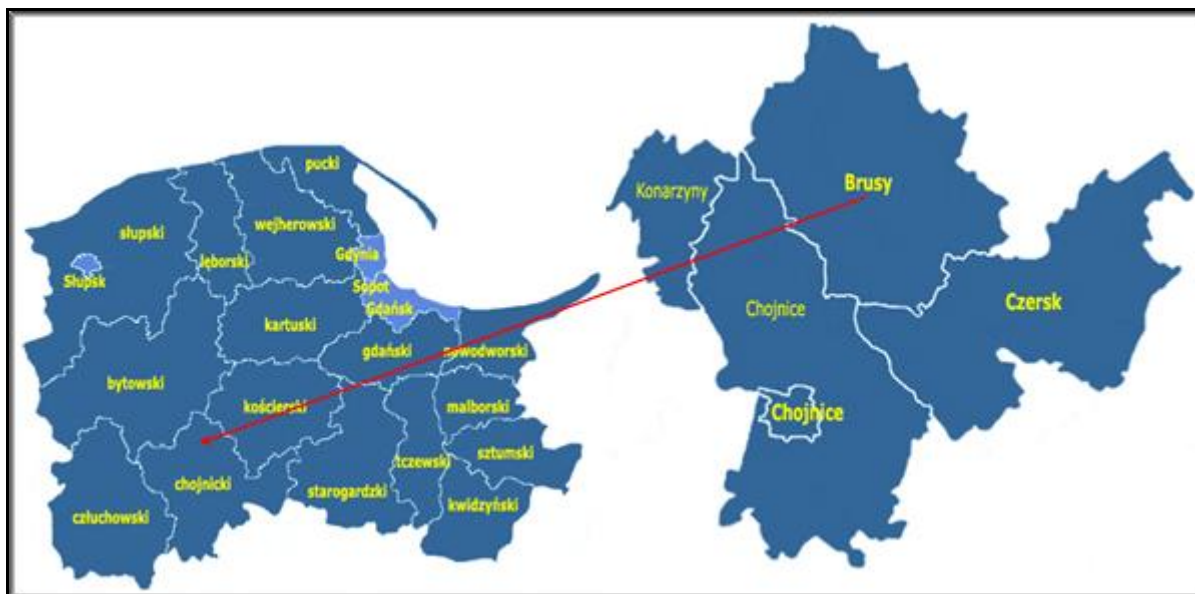 pucki
słupski
wejherowski
lęborski
Gdynia
Słupsk
Sopot
Gdańsk
kartuski
gdański
nowodworski
bytowski
kościerski
malborski
tczewski
sztumski
chojnicki
starogardzki
kwidzyński
człuchowski
Konarzyny
Brusy
Chojnice
Czersk
Chojnice